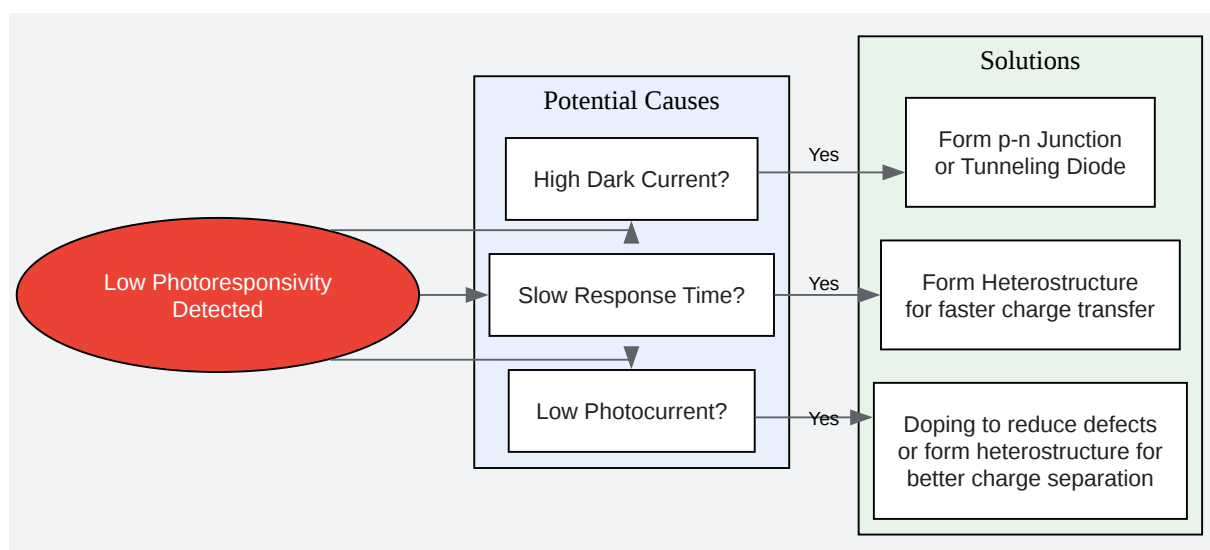 Low Photoresponsivity
Detected
Potential Causes
High Dark Current?
Slow Response Time?
Low Photocurrent?
Yes
Yes
Yes
Solutions
Form p-n Junction
or Tunneling Diode
Form Heterostructure
for faster charge transfer
Doping to reduce defects
or form heterostructure for
better charge separation